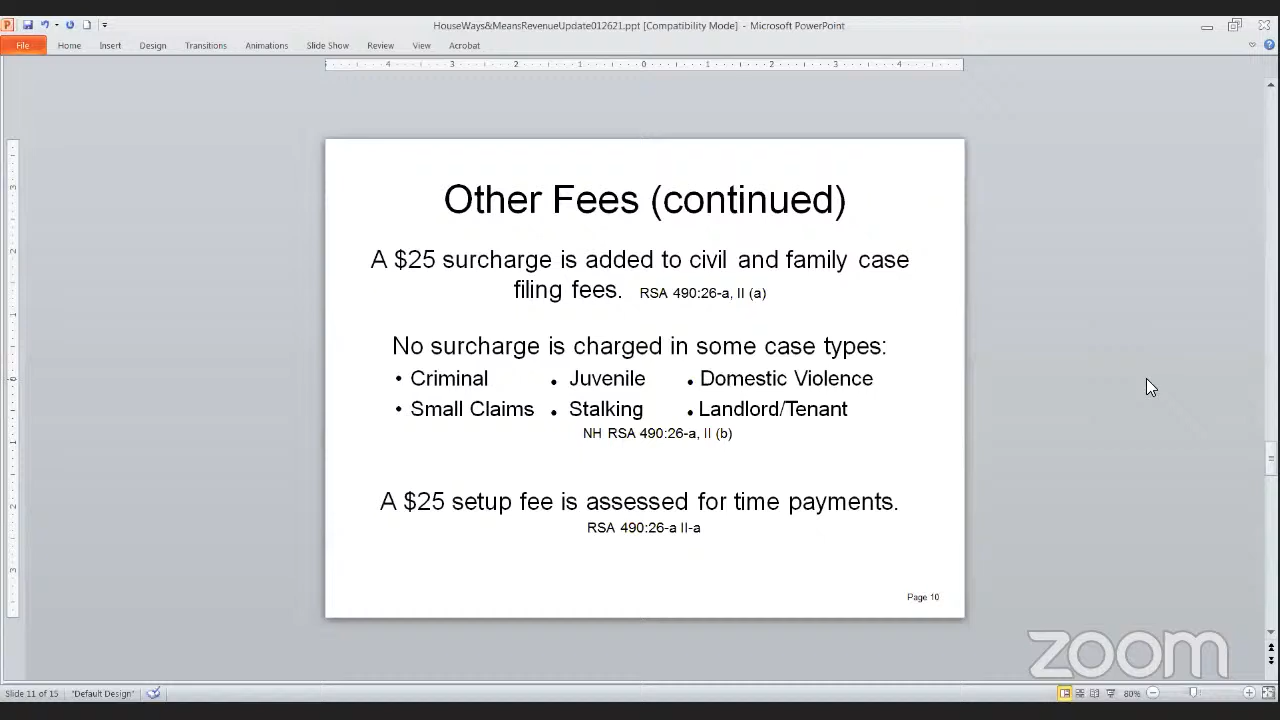 HouseWays&MeansRevenueUpdate012621.ppt [Compatibility Mode] - Microsoft PowerPoint
File Home Insert Design Transitions Animations Slide Show Review View Acrobat
Other Fees (continued)
A $25 surcharge is added to civil and family case
filing fees. RSA 490:26-a, II (a)
No surcharge is charged in some case types:
• Criminal • Juvenile • Domestic Violence
• Small Claims • Stalking • Landlord/Tenant
NH RSA 490:26-a, II (b)
A $25 setup fee is assessed for time payments.
RSA 490:26-a II-a
Page 10
zoom
Slide 11 of 15 "Default Design" 80%